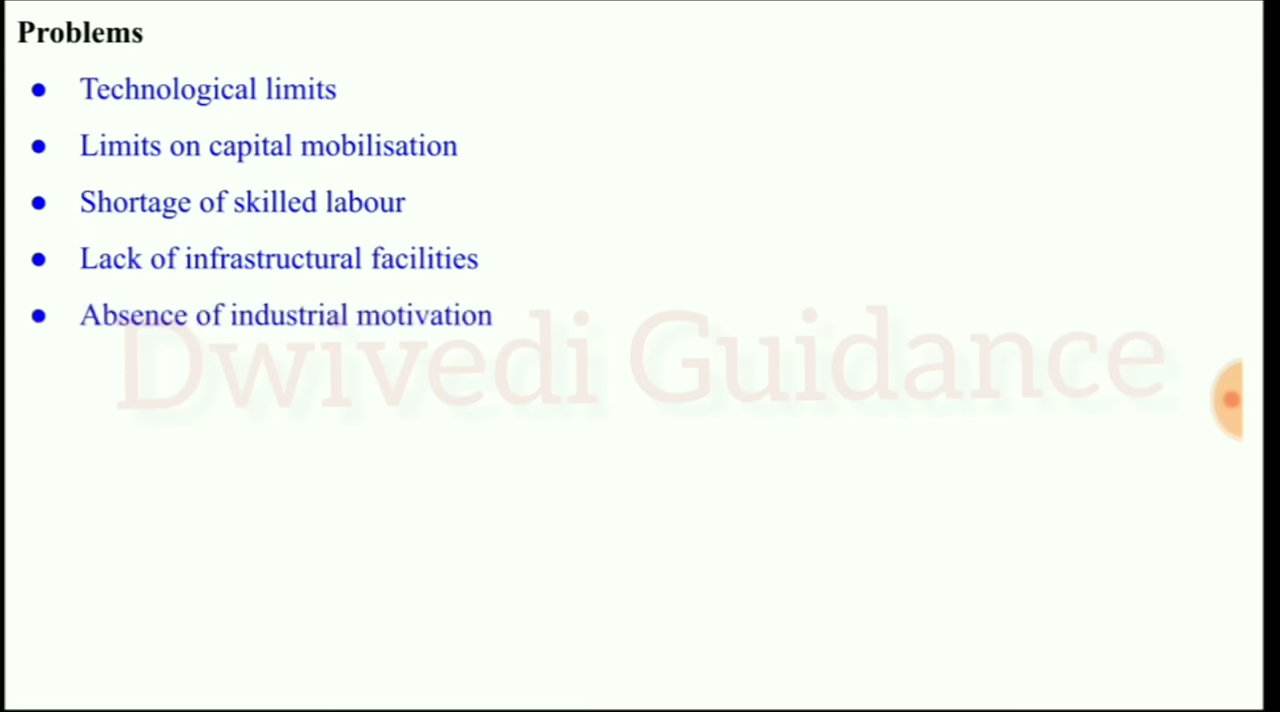 Problems
● Technological limits
● Limits on capital mobilisation
● Shortage of skilled labour
● Lack of infrastructural facilities
● Absence of industrial motivation
Dwivedi Guidance